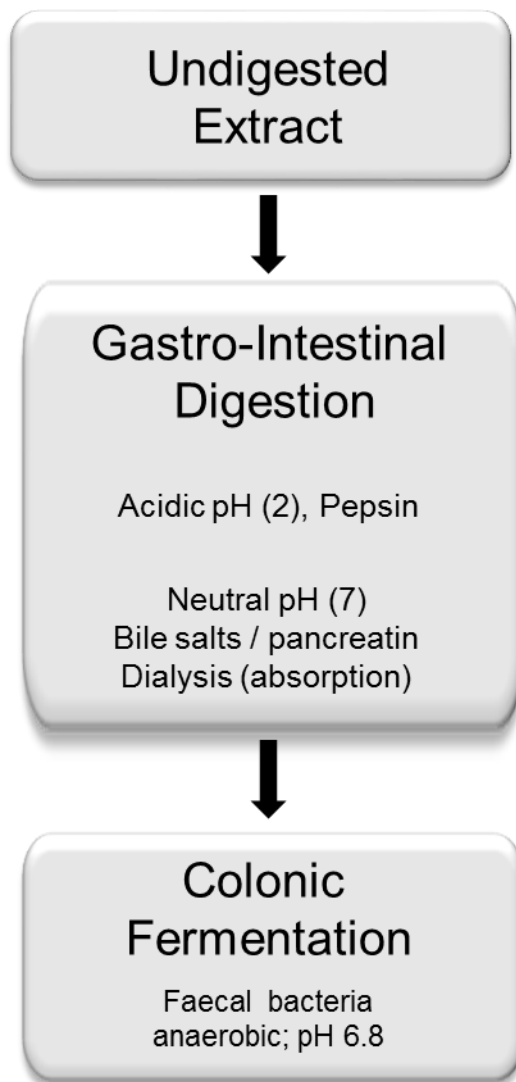 Undigested
Extract
Gastro-Intestinal
Digestion
Acidic pH (2), Pepsin
Neutral pH (7)
Bile salts / pancreatin
Dialysis (absorption)
Colonic
Fermentation
Faecal bacteria
anaerobic; pH 6.8